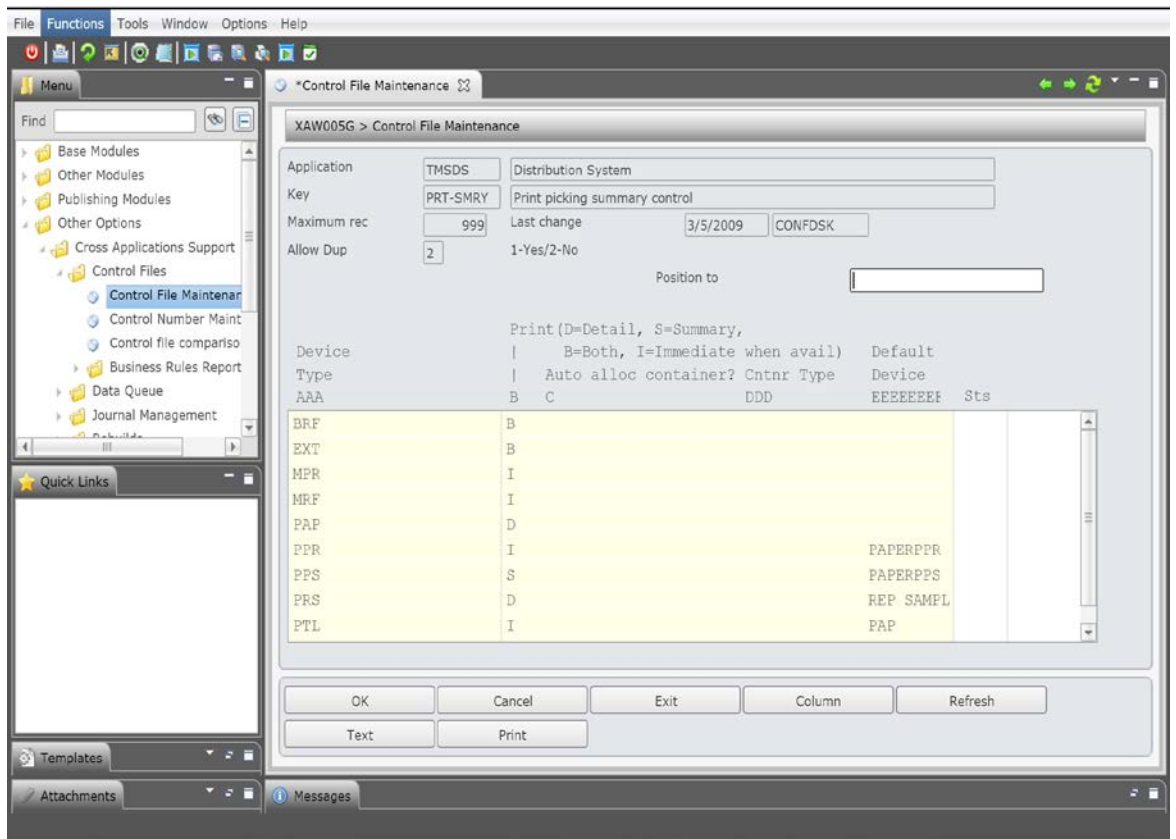 File Functions Tools Window Options Help
Menu
*Control File Maintenance
Find
XAW005G > Control File Maintenance
Base Modules
Other Modules
Publishing Modules
Other Options
Cross Applications Support
Control Files
Control File Maintenar
Control Number Maint
Control file compariso
Business Rules Report
Data Queue
Journal Management
Rebuilds
Application TMSDS Distribution System
Key PRT-SMRY Print picking summary control
Maximum rec 999 Last change 3/5/2009 CONFDSK
Allow Dup 2 1-Yes/2-No
Position to
Print(D=Detail, S=Summary,
Device | B=Both, I=Immediate when avail) Default
Type | Auto alloc container? Cntnr Type Device
AAA B C DDD EEEEEEEE Sts
BRF B
EXT B
MPR I
MRF I
PAP D
PPR I PAPERPPR
PPS S PAPERPPS
PRS D REP SAMPL
PTL I PAP
Quick Links
OK Cancel Exit Column Refresh
Text Print
Templates
Attachments
Messages